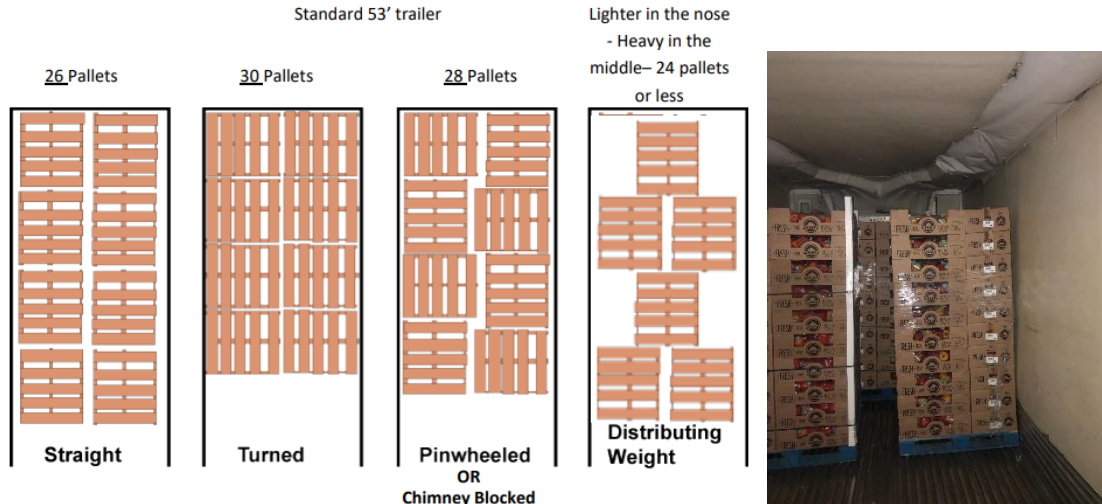 Standard 53’ trailer
Lighter in the nose
- Heavy in the
middle– 24 pallets
or less
26 Pallets
30 Pallets
28 Pallets
Straight
Turned
Pinwheeled
OR
Chimney Blocked
Distributing
Weight